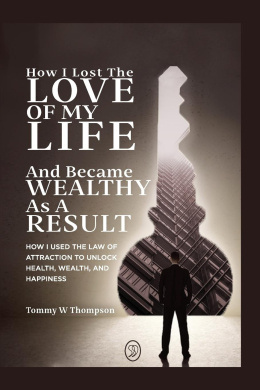 How I Lost The
LOVE
OF MY
LIFE
And Became
WEALTHY
As A
RESULT
HOW I USED THE LAW OF
ATTRACTION TO UNLOCK
HEALTH, WEALTH, AND
HAPPINESS
Tommy W Thompson